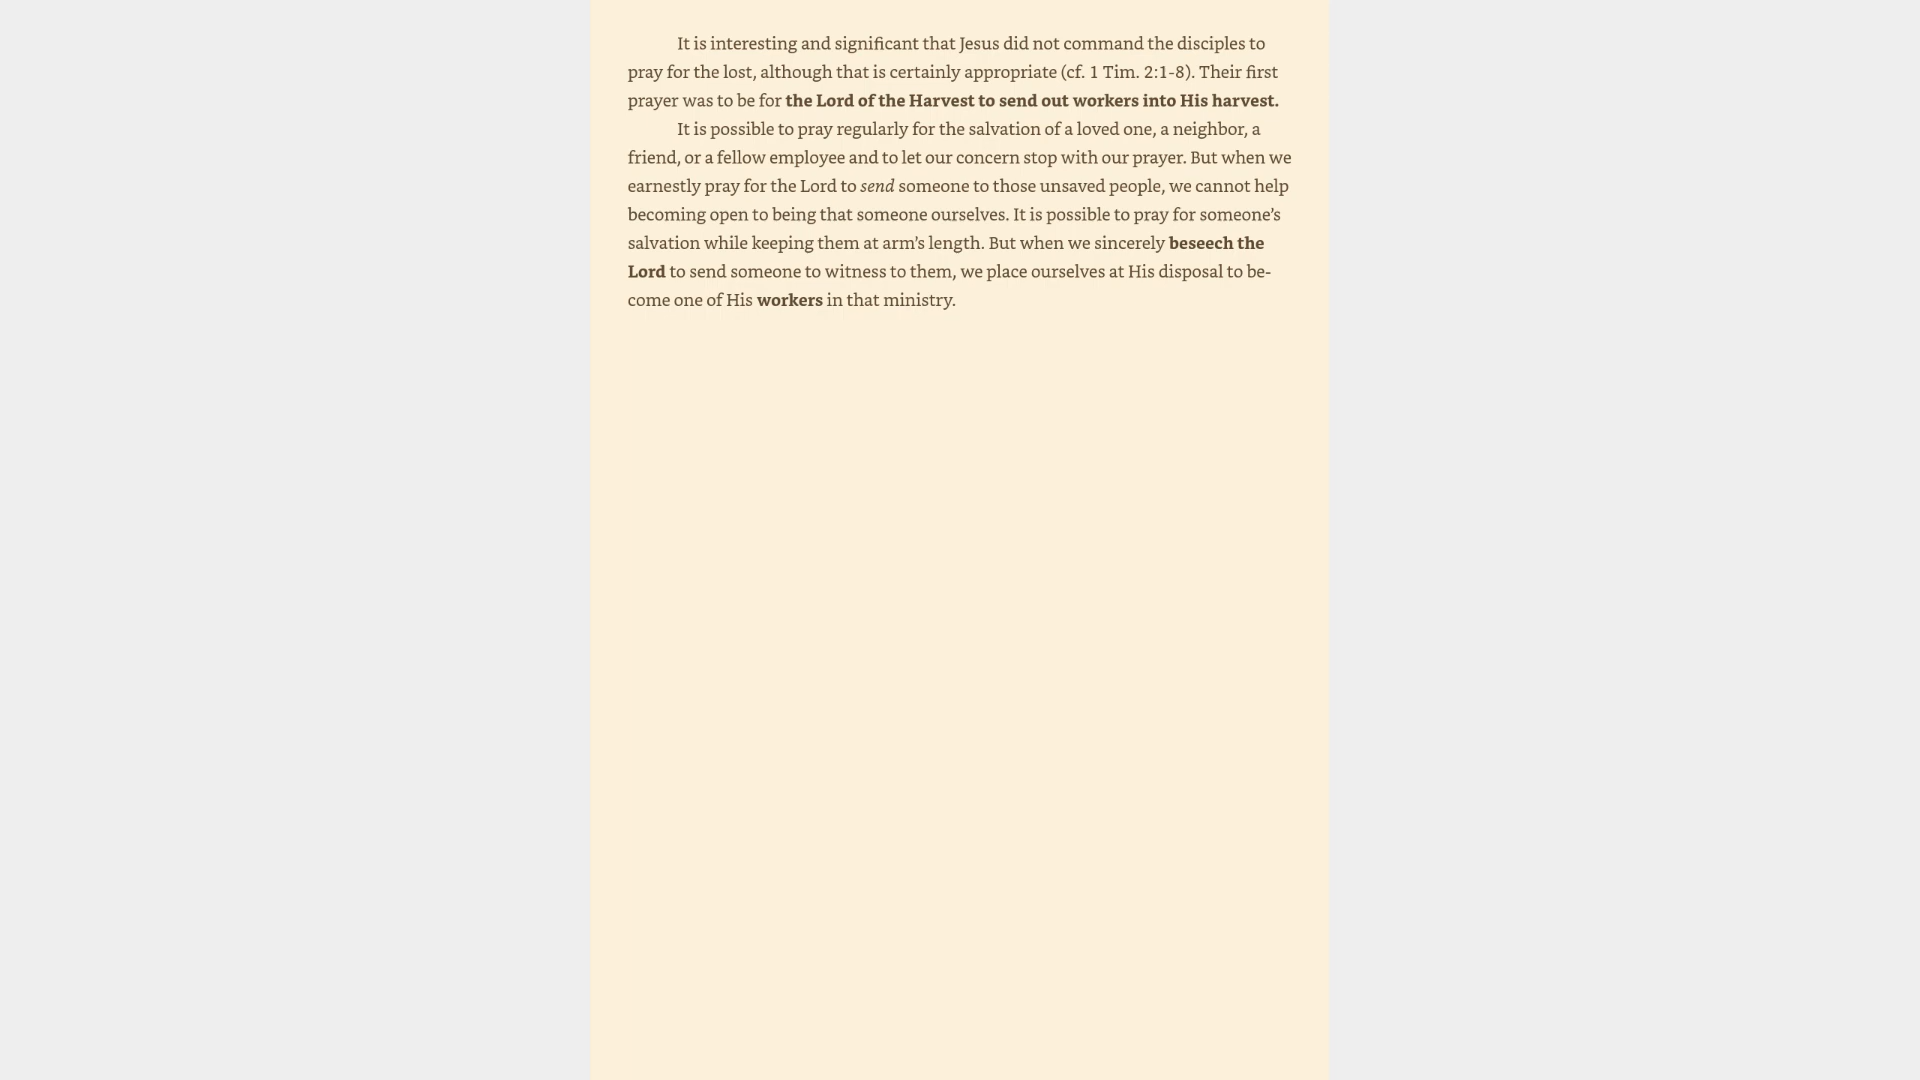 It is interesting and significant that Jesus did not command the disciples to
pray for the lost, although that is certainly appropriate (cf. 1 Tim. 2:1-8). Their first
prayer was to be for the Lord of the Harvest to send out workers into His harvest.
It is possible to pray regularly for the salvation of a loved one, a neighbor, a
friend, or a fellow employee and to let our concern stop with our prayer. But when we
earnestly pray for the Lord to send someone to those unsaved people, we cannot help
becoming open to being that someone ourselves. It is possible to pray for someone’s
salvation while keeping them at arm’s length. But when we sincerely beseech the
Lord to send someone to witness to them, we place ourselves at His disposal to be-
come one of His workers in that ministry.